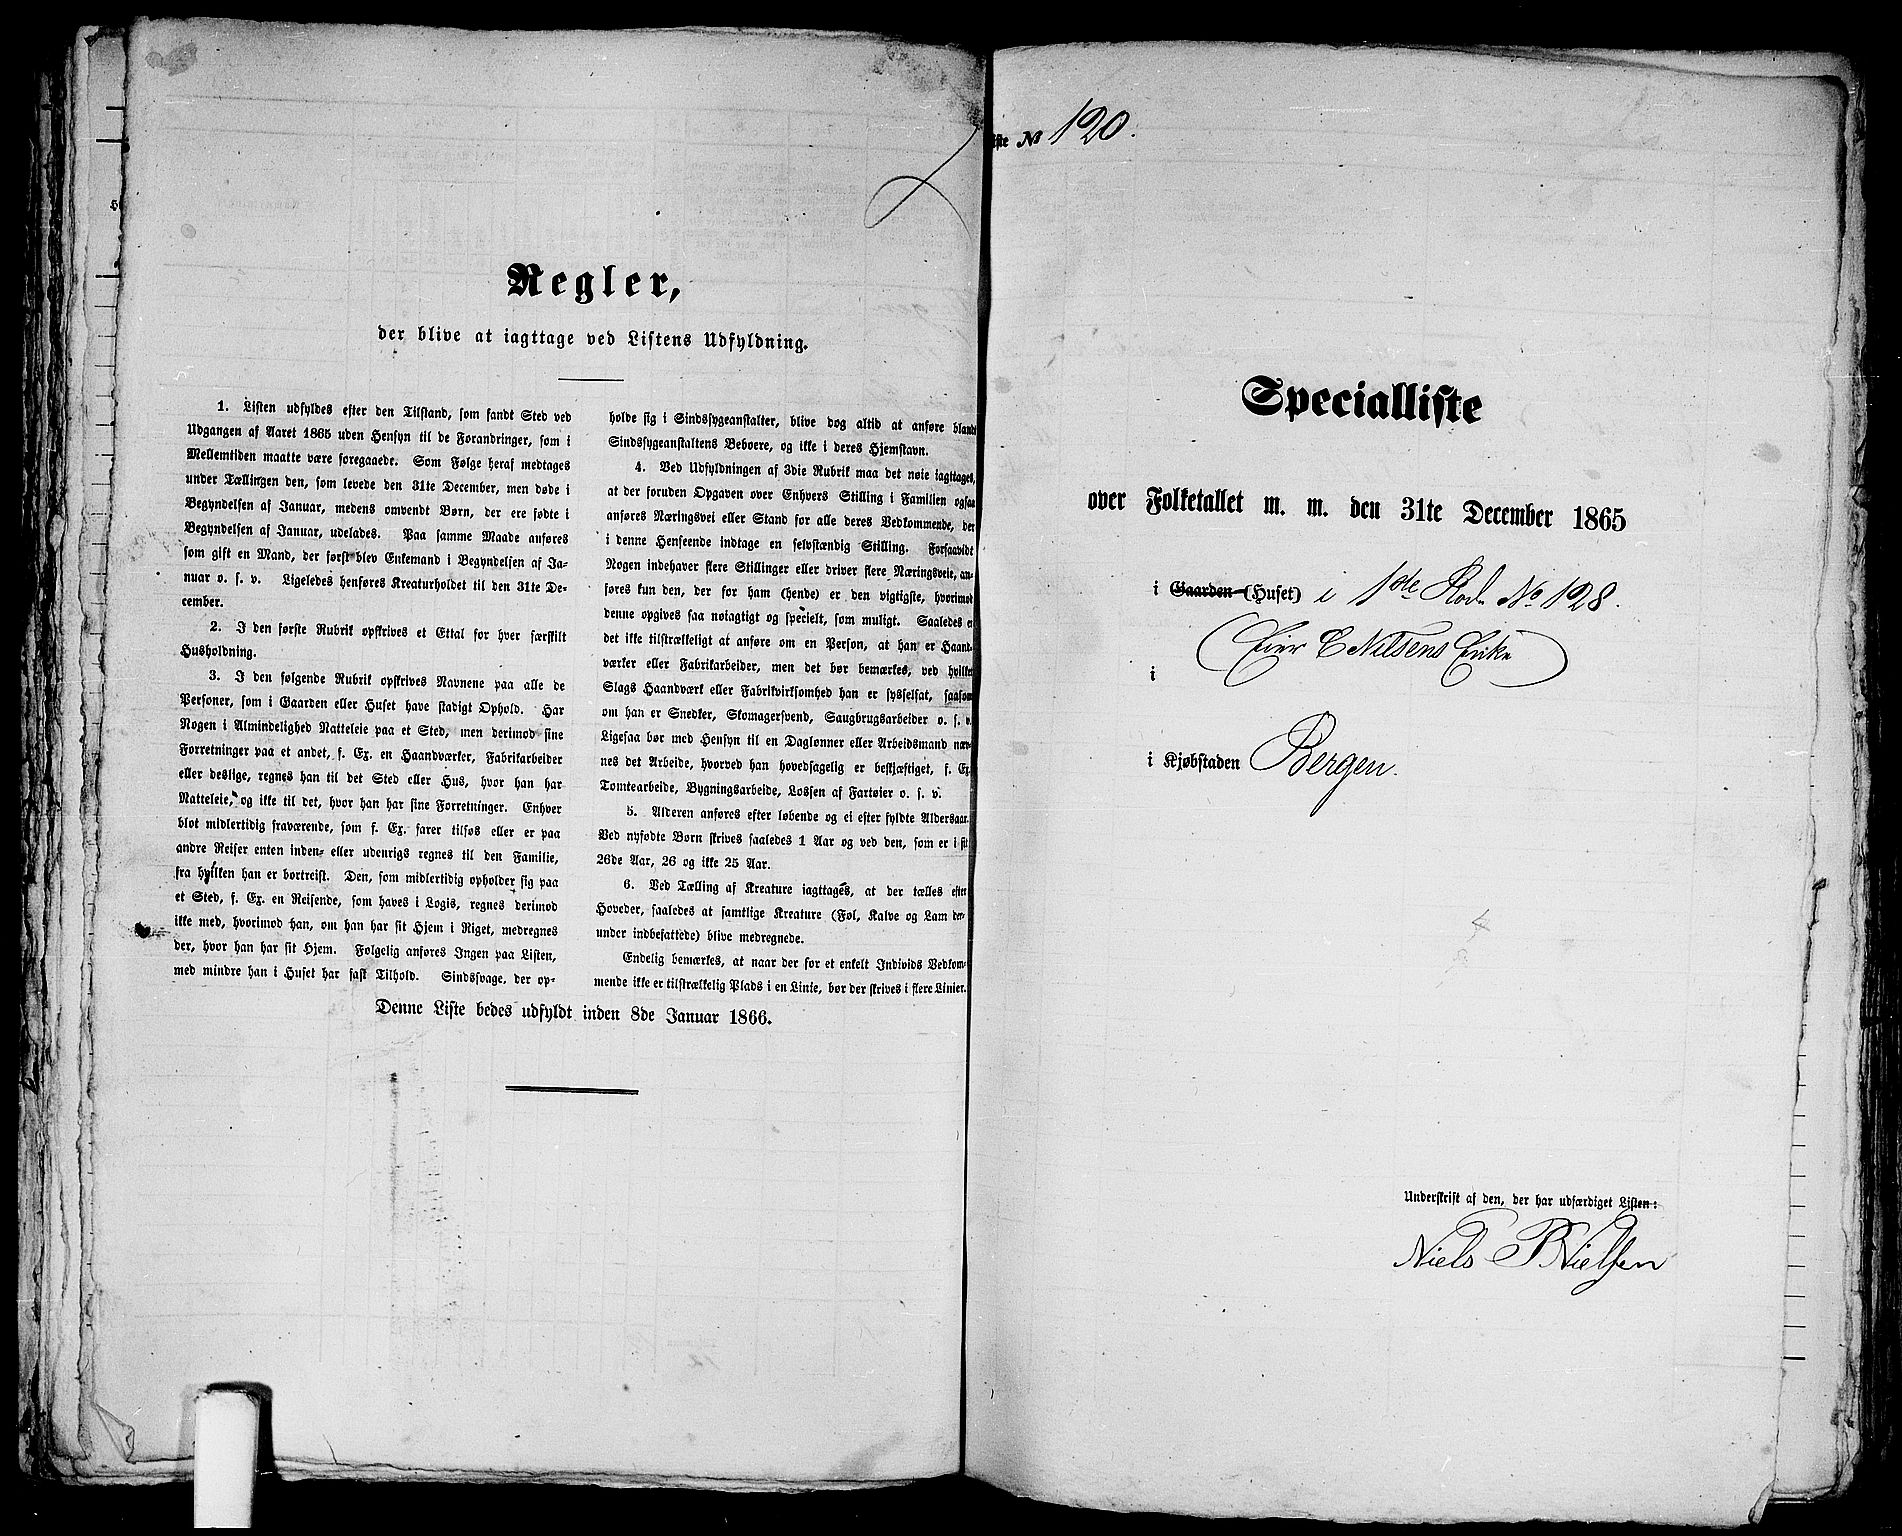 Regler,
der blive at iagttage ved Listens Udfyldning.
1. Listen udfyldes efter den Tilstand, som fandt Sted ved
Udgangen af Aaret 1865 uden Hensyn til de Forandringer, som i
Mellemtiden maatte være foregaaede. Som Følge heraf medtages
under Tællingen den, som levede den 31te December, men døde i
Begyndelsen af Januar, medens omvendt Børn, der ere fødte i
Begyndelsen af Januar, udelades. Paa samme Maade anføres
som gift en Mand, der først blev Enkemand i Begyndelsen af Ja-
nuar o. s. v. Ligeledes henføres Kreaturholdet til den 31te De-
cember.
2. I den første Rubrik opskrives et Ettal for hver særskilt
Husholdning.
3. I den følgende Rubrik opskrives Navnene paa alle de
Personer, som i Gaarden eller Huset have stadigt Ophold. Har
Nogen i Almindelighed Natteleie paa et Sted, men derimod sine
Forretninger paa et andet, f. Ex. en Haandværker, Fabrikarbeider
eller deslige, regnes han til det Sted eller Hus, hvor han har
Natteleie, og ikke til det, hvor han har sine Forretninger. Enhver
blot midlertidig fraværende, som f. Ex. farer tilsøs eller er paa
andre Reiser enten inden- eller udenrigs regnes til den Familie,
fra hvilken han er bortreist. Den, som midlertidig opholder sig paa
et Sted, f. Ex. en Reisende, som haves i Logis, regnes derimod
ikke med, hvorimod han, om han har sit Hjem i Riget, medregnes
der, hvor han har sit Hjem. Følgelig anføres Ingen paa Listen,
med mindre han i Huset har fast Tilhold. Sindssvage, der op-
holde sig i Sindssygeanstalter, blive dog altid at anføre blandt
Sindssygeanstaltens Beboere, og ikke i deres Hjemstavn.
4. Ved Udfyldningen af 3die Rubrik maa det nøie iagttages,
at der foruden Opgaven over Enhvers Stilling i Familien ogsaa
anføres Næringsvei eller Stand for alle deres Vedkommende, der
i denne Henseende indtage en selvstændig Stilling. Forsaavidt
Nogen indehaver flere Stillinger eller driver flere Næringsveie, an-
føres kun den, der for ham (hende) er den vigtigste, hvorimod
denne opgives saa nøiagtigt og specielt, som muligt. Saaledes e
det ikke tilstrækkeligt at anføre om en Person, at han er Haand-
værker eller Fabrikarbeider, men det bør bemærkes, ved hvilke
Slags Haandværk eller Fabrikvirksomhed han er sysselsat, saasom
om han er Snedker, Skomagersvend, Saugbrugsarbeider o. s. v.
Ligesaa bør med Hensyn til en Daglønner eller Arbeidsmand næv-
nes det Arbeide, hvorved han hovedsagelig er beskjæftiget, f. Ex.
Tomtearbeide, Bygningsarbeide, Lossen af Fartøier o. s. v.
5. Alderen anføres efter løbende og ei efter fyldte Aldersaar.
Ved nyfødte Børn skrives saaledes 1 Aar og ved den, som er i sit
26de Aar, 26 og ikke 25 Aar.
6. Ved Tælling af Kreature iagttages, at der tælles efter
Hoveder, saaledes at samtlige Kreature (Føl, Kalve og Lam der-
under indbefattede) blive medregnede.
Endelig bemærkes, at naar der for et enkelt Individs Vedkom-
mende ikke er tilstrækkelig Plads i en Linie, bør der skrives i flere Linier.
Denne Liste bedes udfyldt inden 8de Januar 1866.
iste No 120.
Specialliste
over Folketallet m. m. den 31te December 1865
i Gaarden (Huset) i 1ste Rode No 128.
i (Eier C Nilsens Enke)
i Kjøbstaden Bergen.
Underskrift af den, der har udfærdiget Listen:
Niels P Nielsen